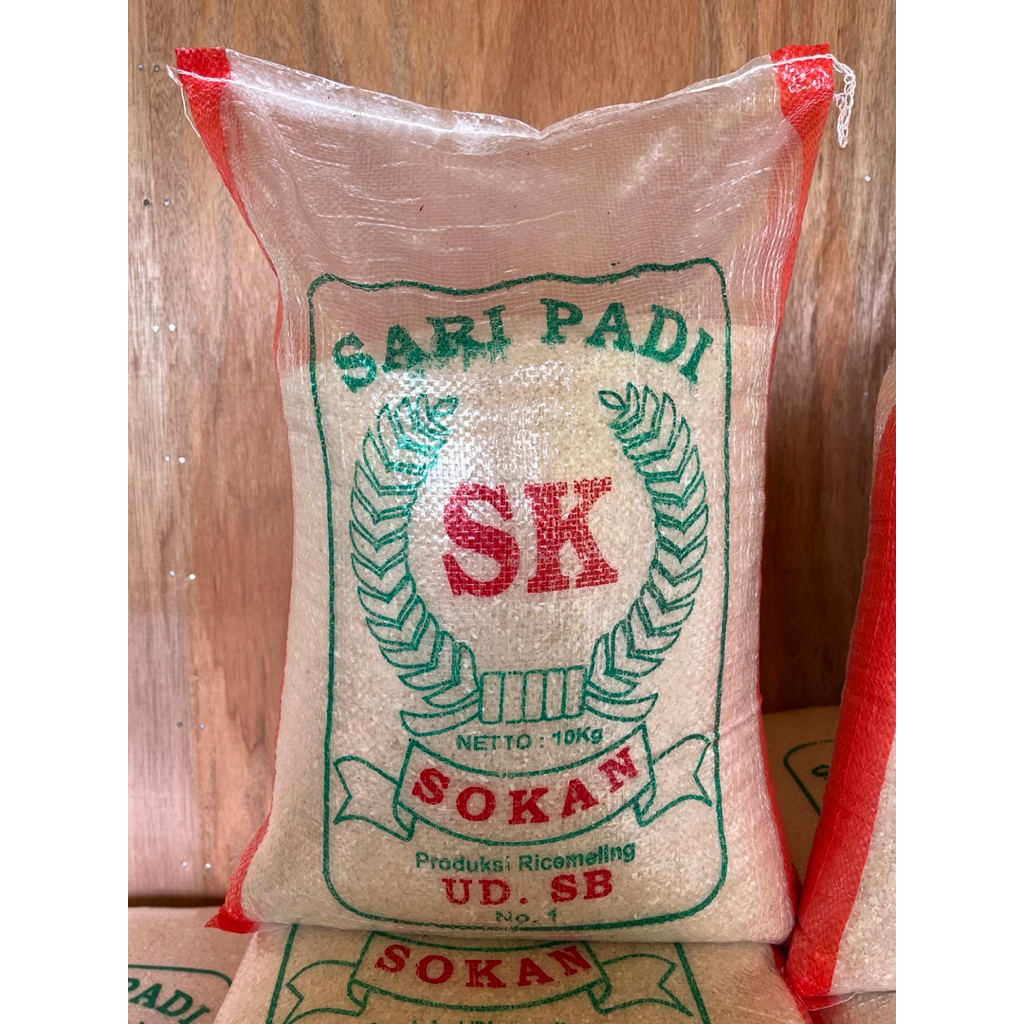 SARI PADI
SK
NETTO : 10Kg
SOKAN
Produksi Ricemeling
UD. SB
No. 1
SOKAN
PADI